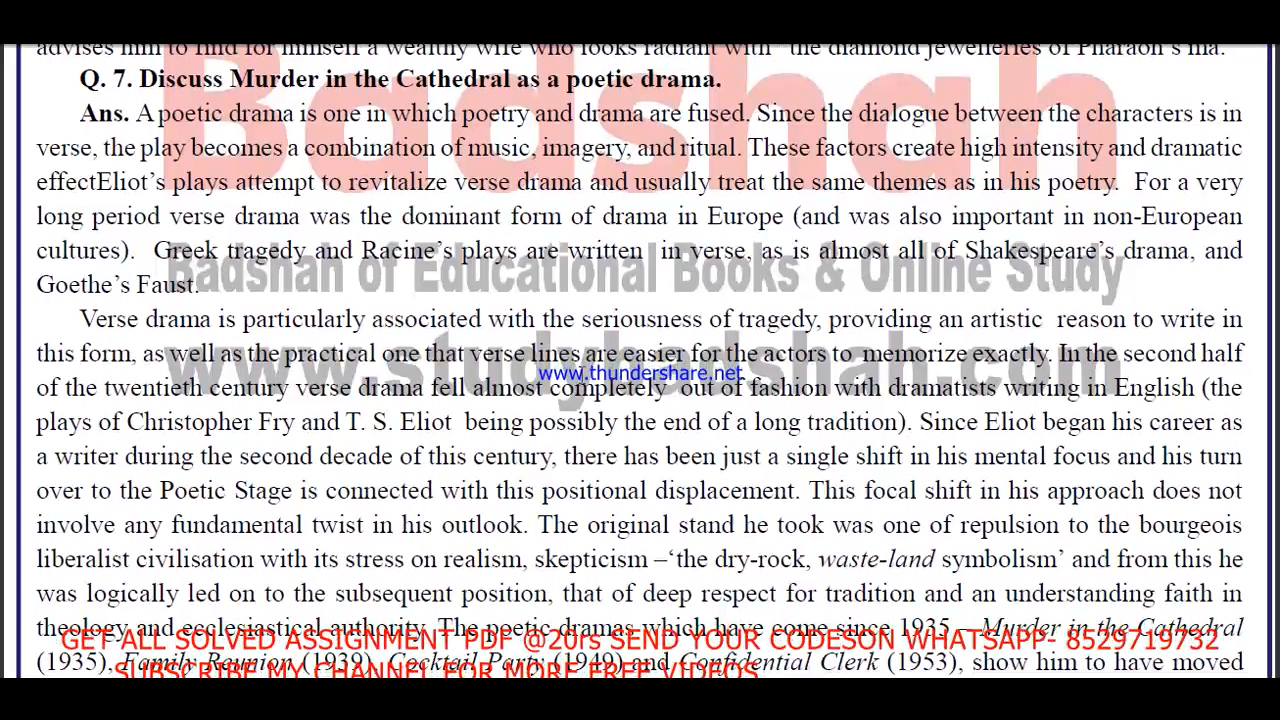 advises him to find for himself a wealthy wife who looks radiant with the diamond jewelleries of Pharaoh's ma.
Badshah
Q. 7. Discuss Murder in the Cathedral as a poetic drama.
Ans. A poetic drama is one in which poetry and drama are fused. Since the dialogue between the characters is in
verse, the play becomes a combination of music, imagery, and ritual. These factors create high intensity and dramatic
effectEliot's plays attempt to revitalize verse drama and usually treat the same themes as in his poetry. For a very
long period verse drama was the dominant form of drama in Europe (and was also important in non-European
cultures). Greek tragedy and Racine's plays are written in verse, as is almost all of Shakespeare's drama, and
Badshah of Educational Books & Online Study
Goethe's Faust.
Verse drama is particularly associated with the seriousness of tragedy, providing an artistic reason to write in
this form, as well as the practical one that verse lines are easier for the actors to memorize exactly. In the second half
www.studybadshah.com
www.thundershare.net
of the twentieth century verse drama fell almost completely out of fashion with dramatists writing in English (the
plays of Christopher Fry and T. S. Eliot being possibly the end of a long tradition). Since Eliot began his career as
a writer during the second decade of this century, there has been just a single shift in his mental focus and his turn
over to the Poetic Stage is connected with this positional displacement. This focal shift in his approach does not
involve any fundamental twist in his outlook. The original stand he took was one of repulsion to the bourgeois
liberalist civilisation with its stress on realism, skepticism –‘the dry-rock, waste-land symbolism’ and from this he
was logically led on to the subsequent position, that of deep respect for tradition and an understanding faith in
theology and ecclesiastical authority. The poetic dramas which have come since 1935 – Murder in the Cathedral
GET ALL SOLVED ASSIGNMENT PDF @20rs SEND YOUR CODESON WHATSAPP- 8529719732
(1935), Family Reunion (1939), Cocktail Party (1949) and Confidential Clerk (1953), show him to have moved
SUBSCRIBE MY CHANNEL FOR MORE FREE VIDEOS